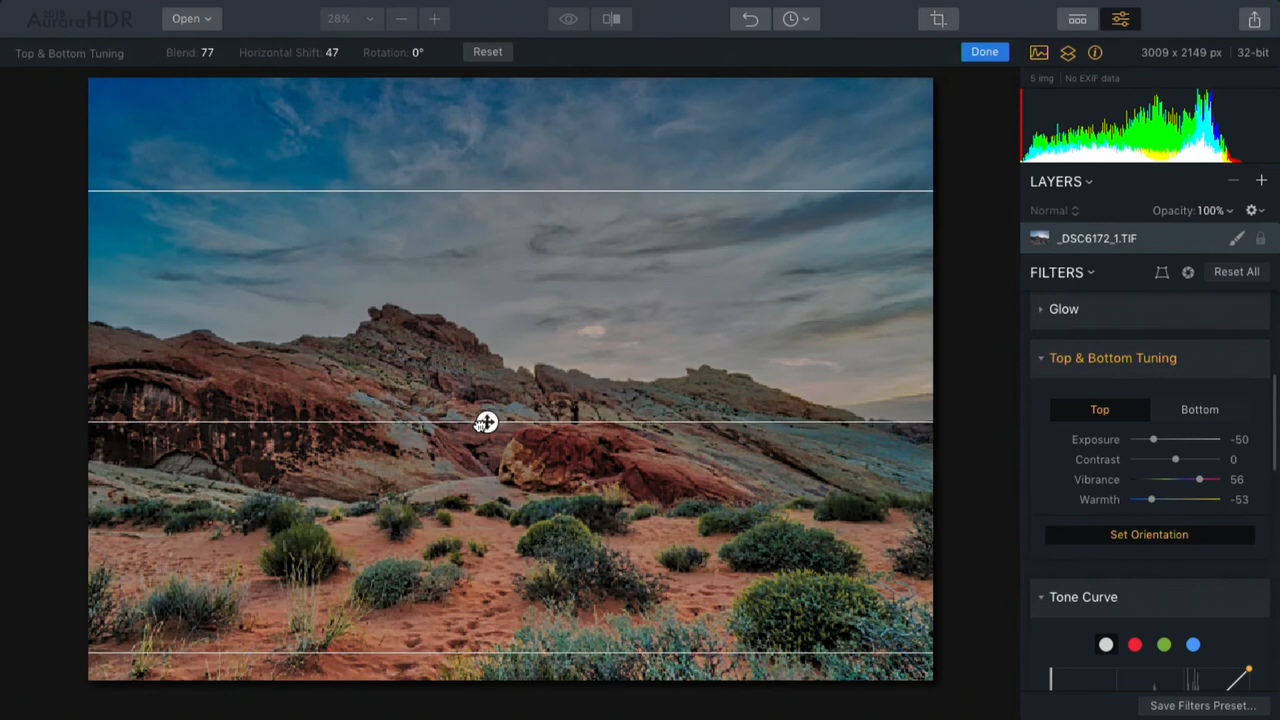 2018
AuroraHDR
Open
28%
Top & Bottom Tuning Blend: 77 Horizontal Shift: 47 Rotation: 0° Reset Done 3009 x 2149 px 32-bit
5 img No EXIF data
LAYERS
Normal Opacity: 100%
_DSC6172_1.TIF
FILTERS Reset All
Glow
Top & Bottom Tuning
Top Bottom
Exposure -50
Contrast 0
Vibrance 56
Warmth -53
Set Orientation
Tone Curve
Save Filters Preset...